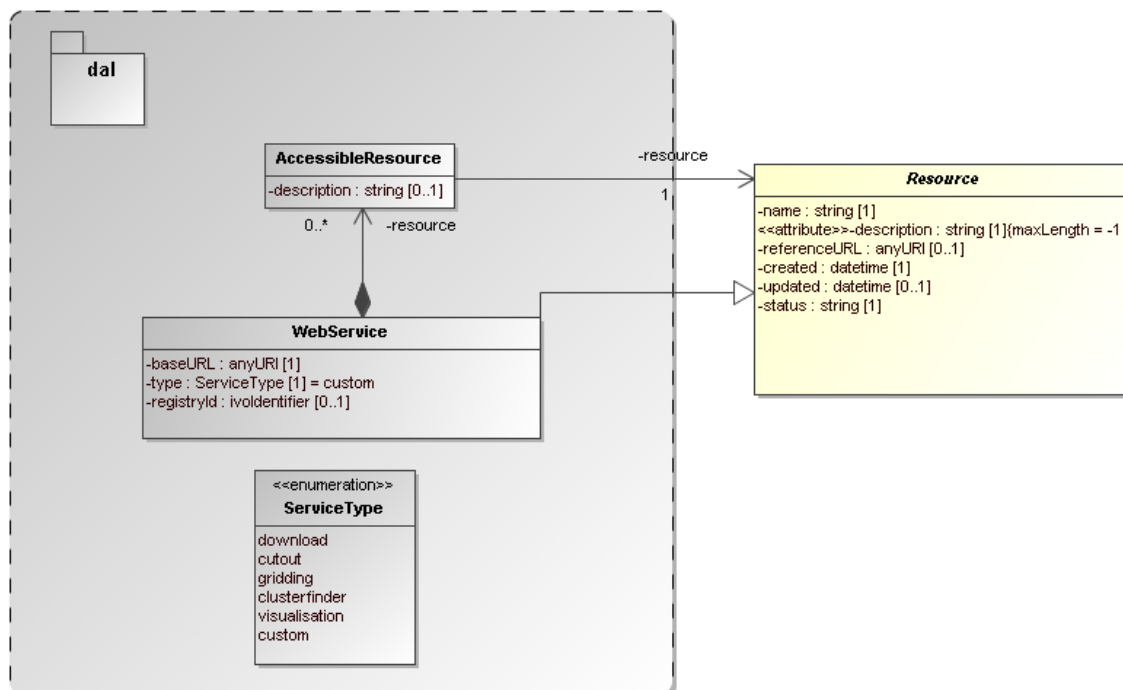 dal
AccessibleResource
-description : string [0..1]
-resource
1
0..*
-resource
Resource
-name : string [1]
<<attribute>>-description : string [1]{maxLength = -1
-referenceURL : anyURI [0..1]
-created : datetime [1]
-updated : datetime [0..1]
-status : string [1]
WebService
-baseURL : anyURI [1]
-type : ServiceType [1] = custom
-registryId : ivoIdentifier [0..1]
<<enumeration>>
ServiceType
download
cutout
gridding
clusterfinder
visualisation
custom